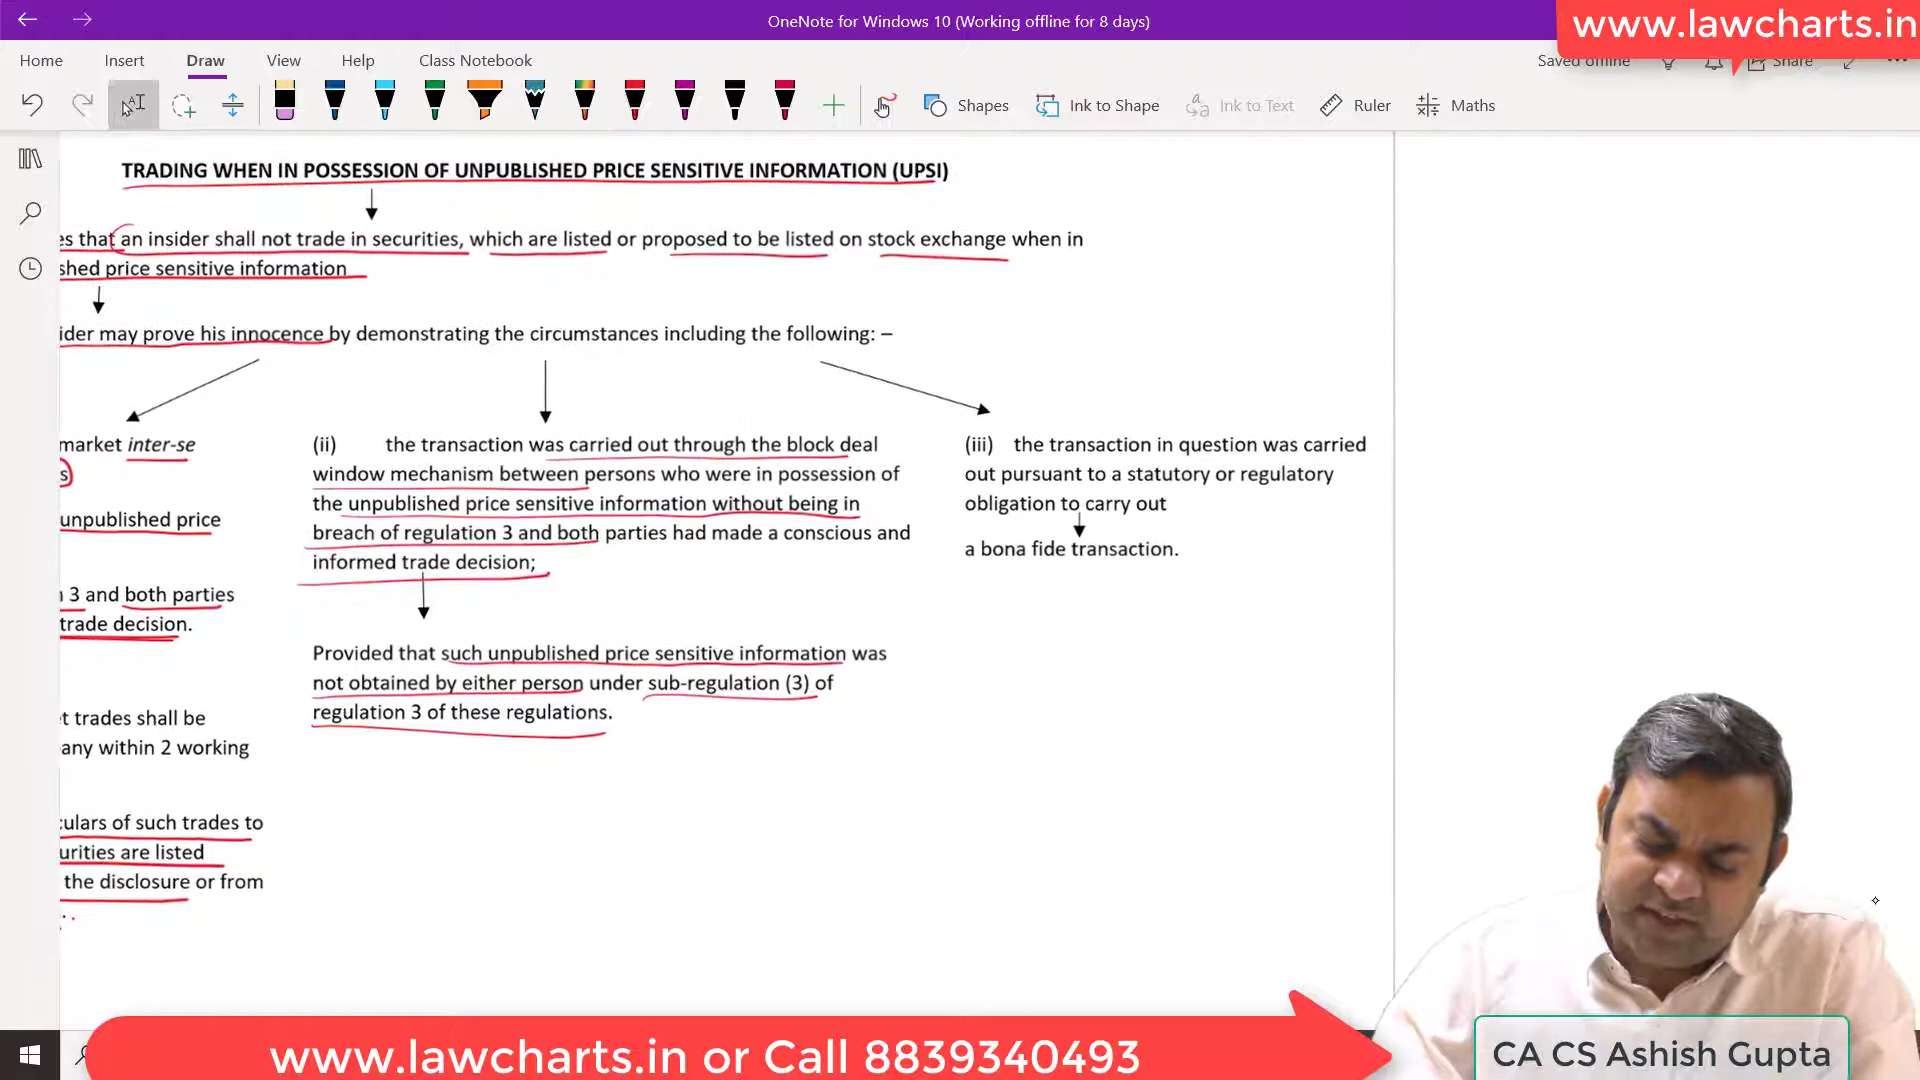 OneNote for Windows 10 (Working offline for 8 days)
www.lawcharts.in
Home Insert Draw View Help Class Notebook
Saved offline Share
Shapes Ink to Shape Ink to Text Ruler Maths
TRADING WHEN IN POSSESSION OF UNPUBLISHED PRICE SENSITIVE INFORMATION (UPSI)
es that an insider shall not trade in securities, which are listed or proposed to be listed on stock exchange when in
shed price sensitive information
ider may prove his innocence by demonstrating the circumstances including the following: –
market inter-se
s)
unpublished price
n 3 and both parties
trade decision.
et trades shall be
any within 2 working
culars of such trades to
urities are listed
the disclosure or from
(ii) the transaction was carried out through the block deal
window mechanism between persons who were in possession of
the unpublished price sensitive information without being in
breach of regulation 3 and both parties had made a conscious and
informed trade decision;
Provided that such unpublished price sensitive information was
not obtained by either person under sub-regulation (3) of
regulation 3 of these regulations.
(iii) the transaction in question was carried
out pursuant to a statutory or regulatory
obligation to carry out
a bona fide transaction.
www.lawcharts.in or Call 8839340493
CA CS Ashish Gupta